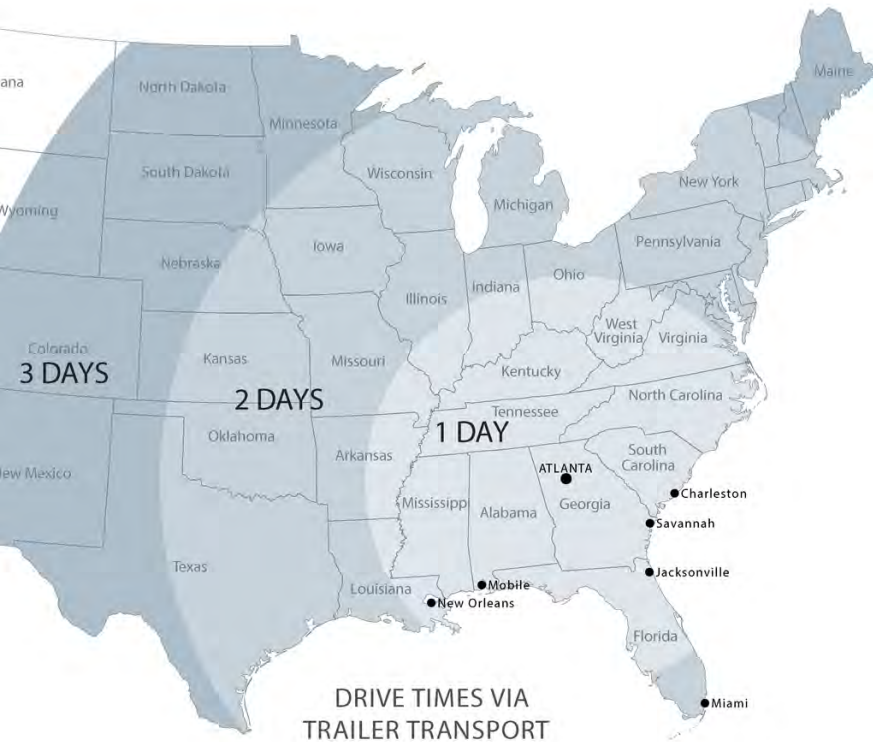 ana
North Dakota
Minnesota
Maine
Wyoming
South Dakota
Wisconsin
Michigan
New York
Nebraska
Iowa
Illinois
Indiana
Ohio
Pennsylvania
Colorado
3 DAYS
Kansas
2 DAYS
Missouri
Kentucky
West
Virginia
Virginia
Oklahoma
Arkansas
1 DAY
Tennessee
North Carolina
ew Mexico
ATLANTA
South
Carolina
Charleston
Mississippi
Alabama
Georgia
Savannah
Texas
Louisiana
Mobile
New Orleans
Jacksonville
Florida
Miami
DRIVE TIMES VIA
TRAILER TRANSPORT